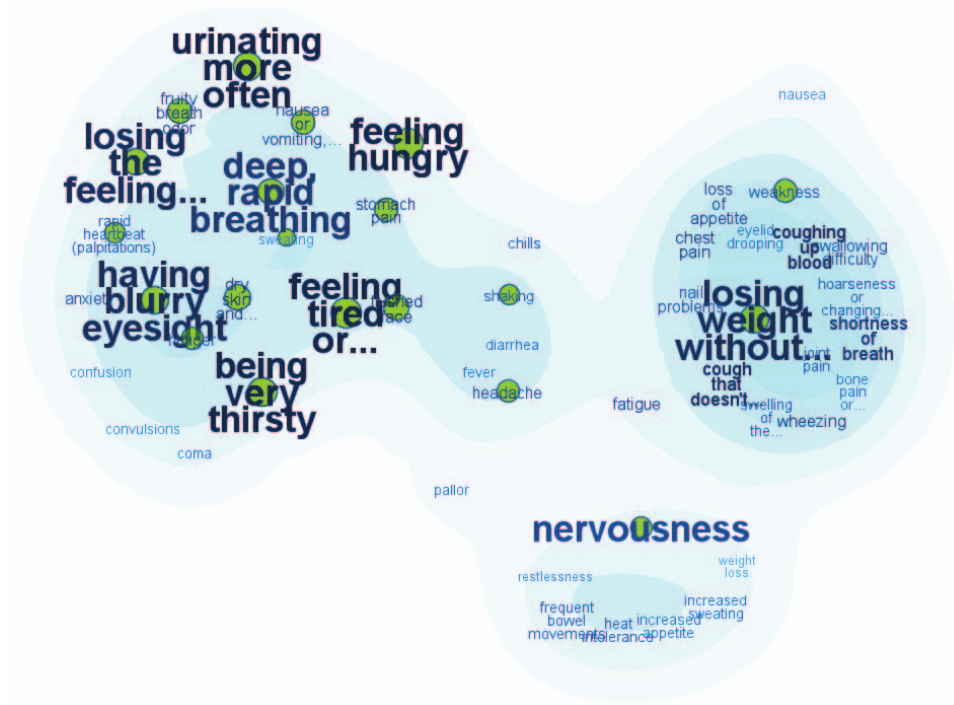 urinating
more
often
fruity
breath
odor
nausea
or
vomiting,...
feeling
hungry
losing
the
feeling...
deep,
rapid
breathing
stomach
pain
rapid
heartbeat
(palpitations)
sweating
chills
having
blurry
eyesight
anxiety
dry
skin
and...
feeling
tired
or...
flushed
face
shaking
diarrhea
being
very
thirsty
confusion
fever
headache
convulsions
coma
pallor
fatigue
nausea
loss
of
appetite
weakness
chest
pain
eyelid
drooping
coughing
up
blood
swallowing
difficulty
nail
problems
losing
weight
without...
hoarseness
or
changing...
shortness
of
breath
joint
pain
cough
that
doesn't...
bone
pain
or...
swelling
of
the...
wheezing
nervousness
restlessness
weight
loss
frequent
bowel
movements
heat
intolerance
increased
appetite
increased
sweating